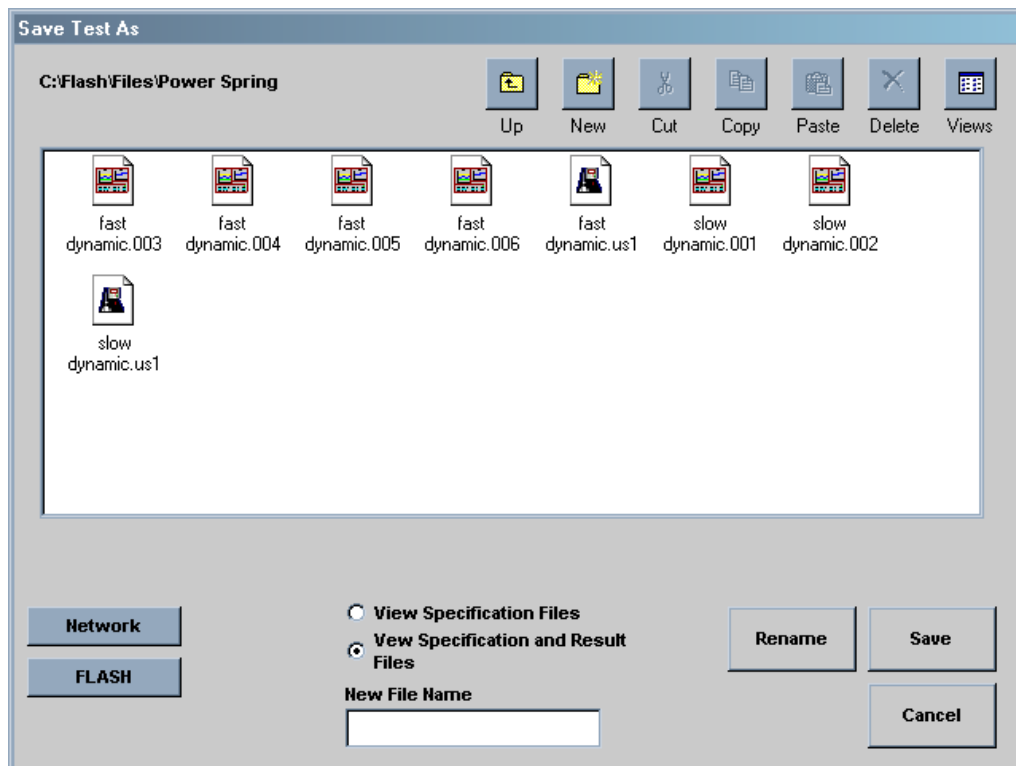 Save Test As
C:\Flash\Files\Power Spring
Up New Cut Copy Paste Delete Views
fast dynamic.003
fast dynamic.004
fast dynamic.005
fast dynamic.006
fast dynamic.us1
slow dynamic.001
slow dynamic.002
slow dynamic.us1
Network
FLASH
View Specification Files
Vew Specification and Result
Files
New File Name
Rename
Save
Cancel